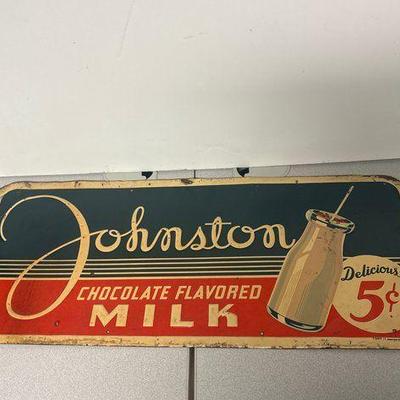 Johnston
CHOCOLATE FLAVORED
MILK
Delicious
5¢